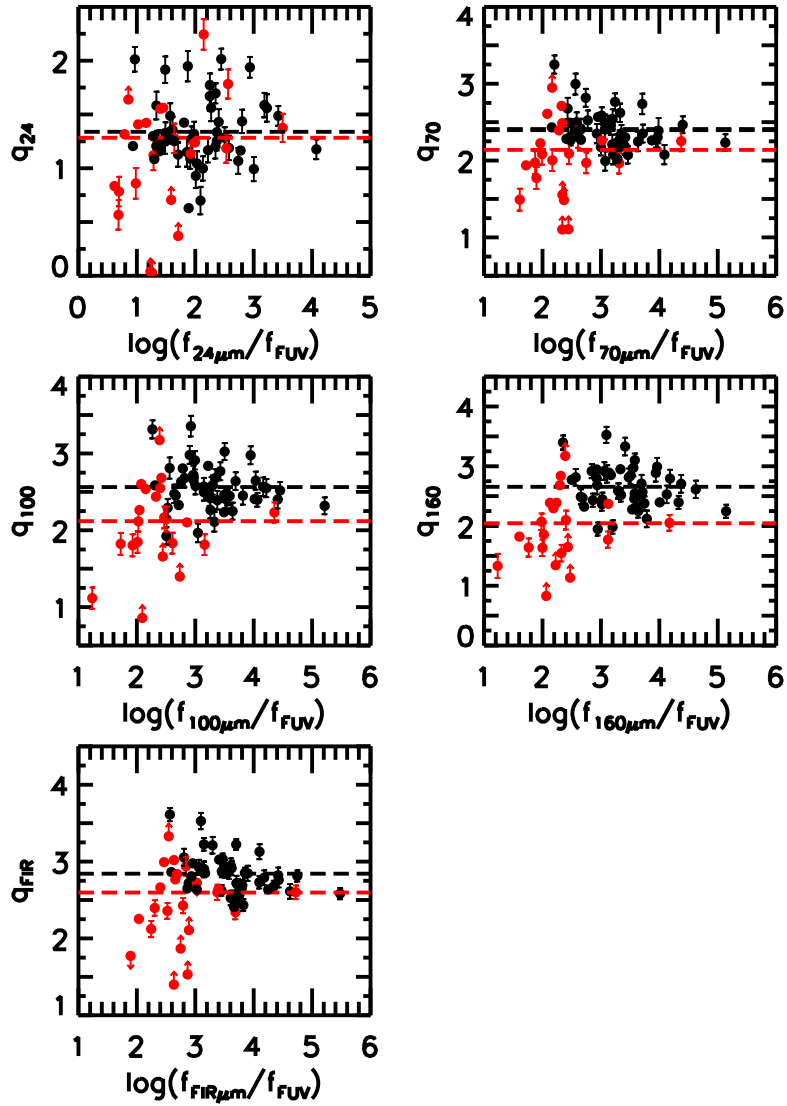 2
1
0
q24
0 1 2 3 4 5
log(f24μm/fFUV)
4
3
2
1
q70
1 2 3 4 5 6
log(f70μm/fFUV)
4
3
2
1
q100
1 2 3 4 5 6
log(f100μm/fFUV)
4
3
2
1
0
q160
1 2 3 4 5 6
log(f160μm/fFUV)
4
3
2
1
qFIR
1 2 3 4 5 6
log(fFIRμm/fFUV)